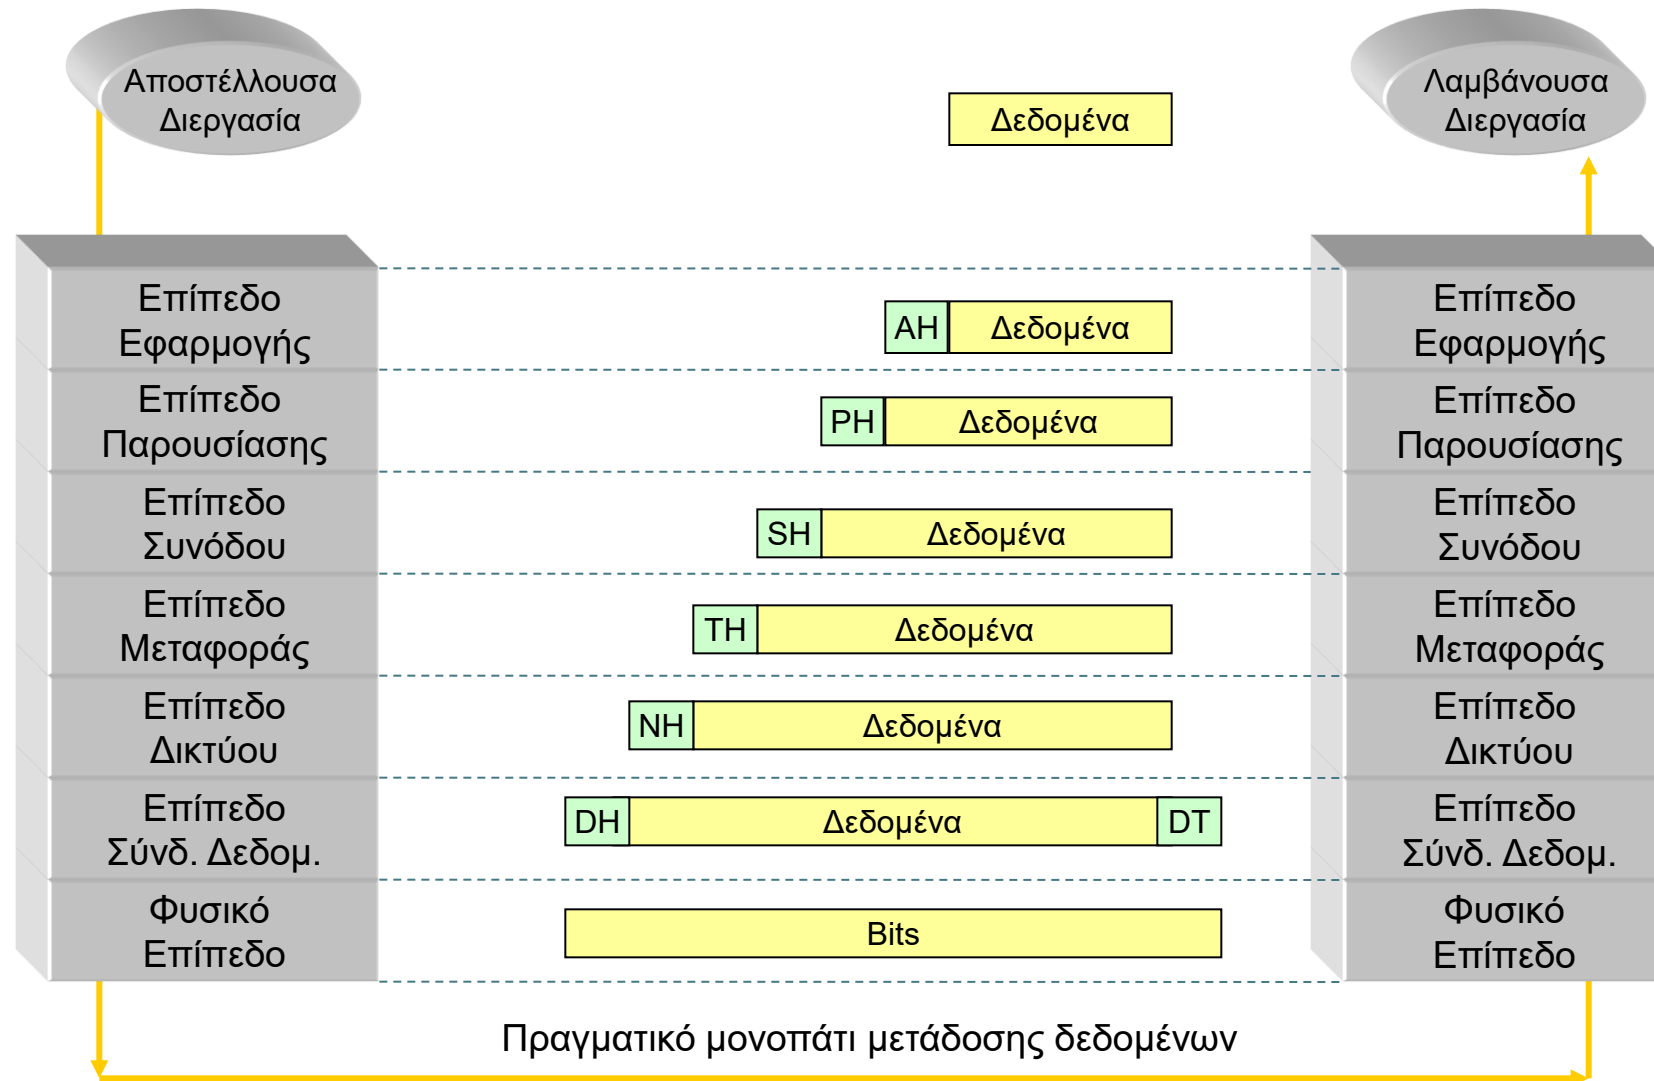 Αποστέλλουσα
Διεργασία
Δεδομένα
Λαμβάνουσα
Διεργασία
Επίπεδο
Εφαρμογής
AH
Δεδομένα
Επίπεδο
Εφαρμογής
Επίπεδο
Παρουσίασης
PH
Δεδομένα
Επίπεδο
Παρουσίασης
Επίπεδο
Συνόδου
SH
Δεδομένα
Επίπεδο
Συνόδου
Επίπεδο
Μεταφοράς
TH
Δεδομένα
Επίπεδο
Μεταφοράς
Επίπεδο
Δικτύου
NH
Δεδομένα
Επίπεδο
Δικτύου
Επίπεδο
Σύνδ. Δεδομ.
DH
Δεδομένα
DT
Επίπεδο
Σύνδ. Δεδομ.
Φυσικό
Επίπεδο
Bits
Φυσικό
Επίπεδο
Πραγματικό μονοπάτι μετάδοσης δεδομένων